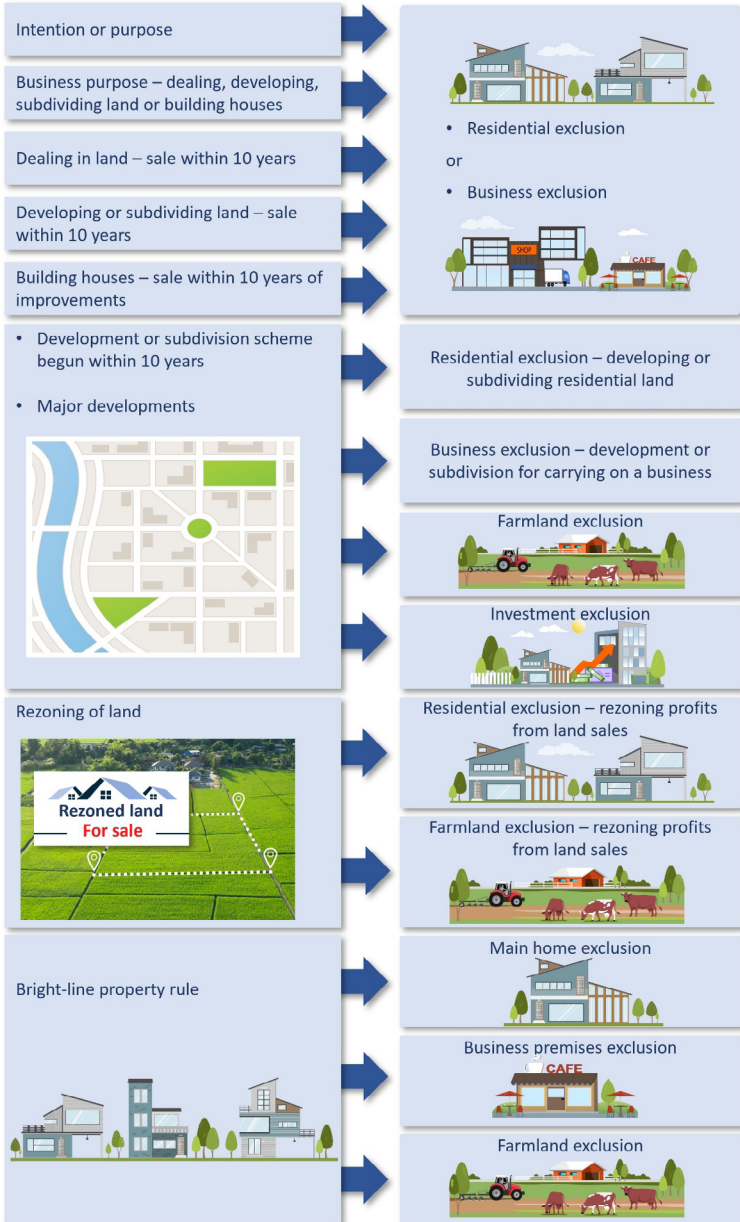 Intention or purpose
Business purpose – dealing, developing,
subdividing land or building houses
Dealing in land – sale within 10 years
Developing or subdividing land – sale
within 10 years
Building houses – sale within 10 years of
improvements
• Residential exclusion
or
• Business exclusion
SHOP
CAFE
• Development or subdivision scheme
begun within 10 years
• Major developments
Residential exclusion – developing or
subdividing residential land
Business exclusion – development or
subdivision for carrying on a business
Farmland exclusion
Investment exclusion
Rezoning of land
Rezoned land
For sale
Residential exclusion – rezoning profits
from land sales
Farmland exclusion – rezoning profits
from land sales
Bright-line property rule
Main home exclusion
Business premises exclusion
CAFE
Farmland exclusion